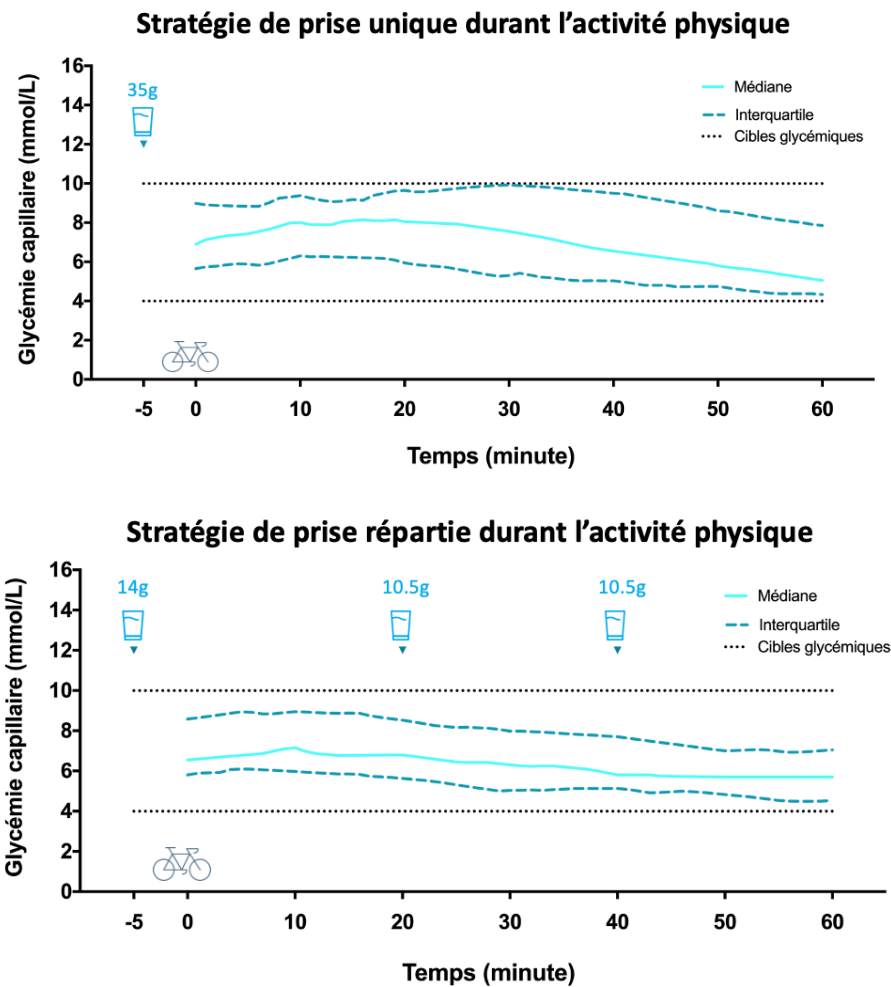 Stratégie de prise unique durant l’activité physique
Glycémie capillaire (mmol/L)
16
14
12
10
8
6
4
2
0
35g
Médiane
Interquartile
Cibles glycémiques
-5 0 10 20 30 40 50 60
Temps (minute)
Stratégie de prise répartie durant l’activité physique
Glycémie capillaire (mmol/L)
16
14
12
10
8
6
4
2
0
14g 10.5g 10.5g
Médiane
Interquartile
Cibles glycémiques
-5 0 10 20 30 40 50 60
Temps (minute)